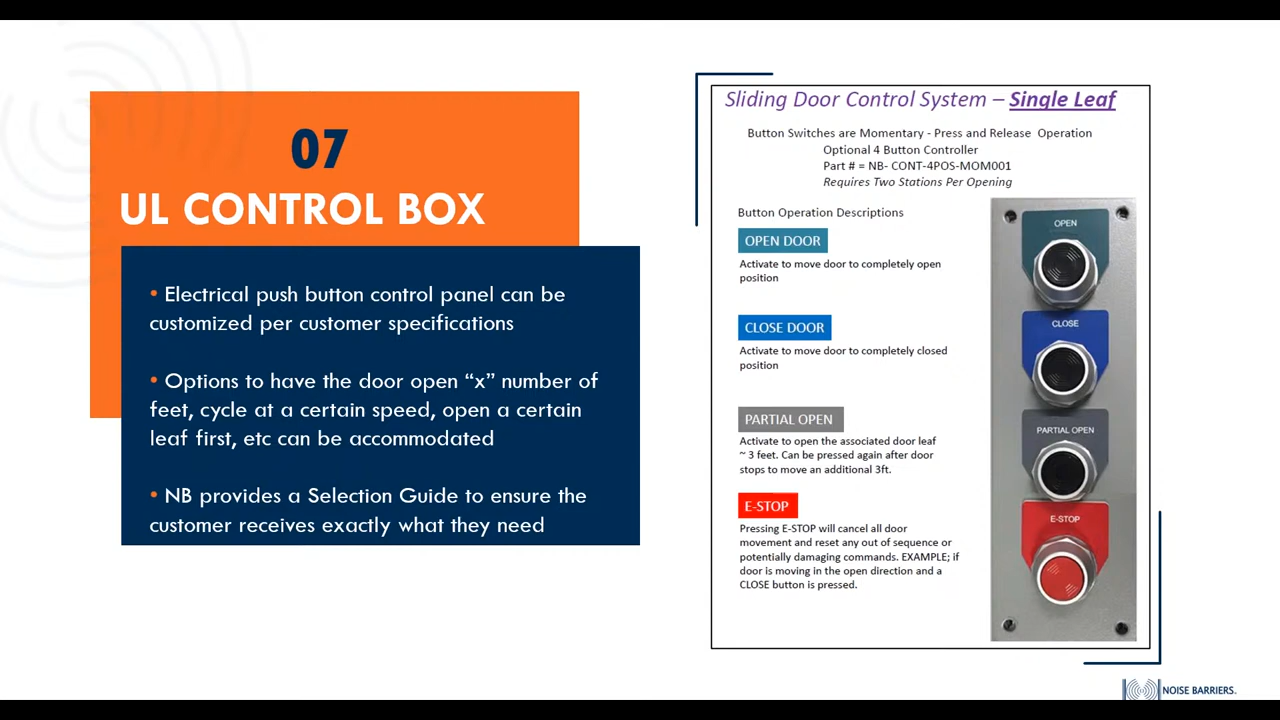 07
UL CONTROL BOX
• Electrical push button control panel can be
customized per customer specifications
• Options to have the door open “x” number of
feet, cycle at a certain speed, open a certain
leaf first, etc can be accommodated
• NB provides a Selection Guide to ensure the
customer receives exactly what they need
Sliding Door Control System – Single Leaf
Button Switches are Momentary - Press and Release Operation
Optional 4 Button Controller
Part # = NB- CONT-4POS-MOM001
Requires Two Stations Per Opening
Button Operation Descriptions
OPEN DOOR
Activate to move door to completely open
position
CLOSE DOOR
Activate to move door to completely closed
position
PARTIAL OPEN
Activate to open the associated door leaf
~ 3 feet. Can be pressed again after door
stops to move an additional 3ft.
E-STOP
Pressing E-STOP will cancel all door
movement and reset any out of sequence or
potentially damaging commands. EXAMPLE; if
door is moving in the open direction and a
CLOSE button is pressed.
OPEN
CLOSE
PARTIAL OPEN
E-STOP
NOISE BARRIERS.